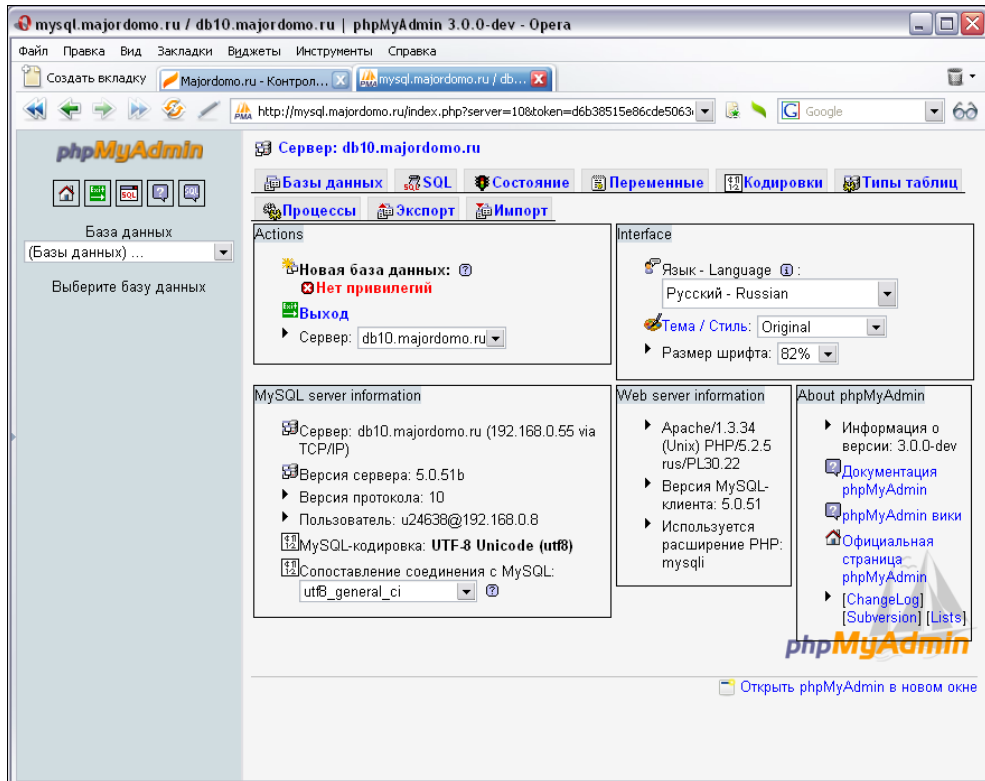 mysql.majordomo.ru / db10.majordomo.ru | phpMyAdmin 3.0.0-dev - Opera
Файл Правка Вид Закладки Виджеты Инструменты Справка
Создать вкладку Majordomo.ru - Контрол... mysql.majordomo.ru / db...
http://mysql.majordomo.ru/index.php?server=10&token=d6b38515e86cde5063 Google
phpMyAdmin
SQL
База данных
(Базы данных) ...
Выберите базу данных
Сервер: db10.majordomo.ru
Базы данных SQL Состояние Переменные Кодировки Типы таблиц
Процессы Экспорт Импорт
Actions
Новая база данных:
Нет привилегий
Exit Выход
Сервер: db10.majordomo.ru
Interface
Язык - Language :
Русский - Russian
Тема / Стиль: Original
Размер шрифта: 82%
MySQL server information
Сервер: db10.majordomo.ru (192.168.0.55 via
TCP/IP)
Версия сервера: 5.0.51b
Версия протокола: 10
Пользователь: u24638@192.168.0.8
MySQL-кодировка: UTF-8 Unicode (utf8)
Сопоставление соединения с MySQL:
utf8_general_ci
Web server information
Apache/1.3.34
(Unix) PHP/5.2.5
rus/PL30.22
Версия MySQL-
клиента: 5.0.51
Используется
расширение PHP:
mysqli
About phpMyAdmin
Информация о
версии: 3.0.0-dev
Документация
phpMyAdmin
phpMyAdmin вики
Официальная
страница
phpMyAdmin
[ChangeLog]
[Subversion] [Lists]
phpMyAdmin
Открыть phpMyAdmin в новом окне